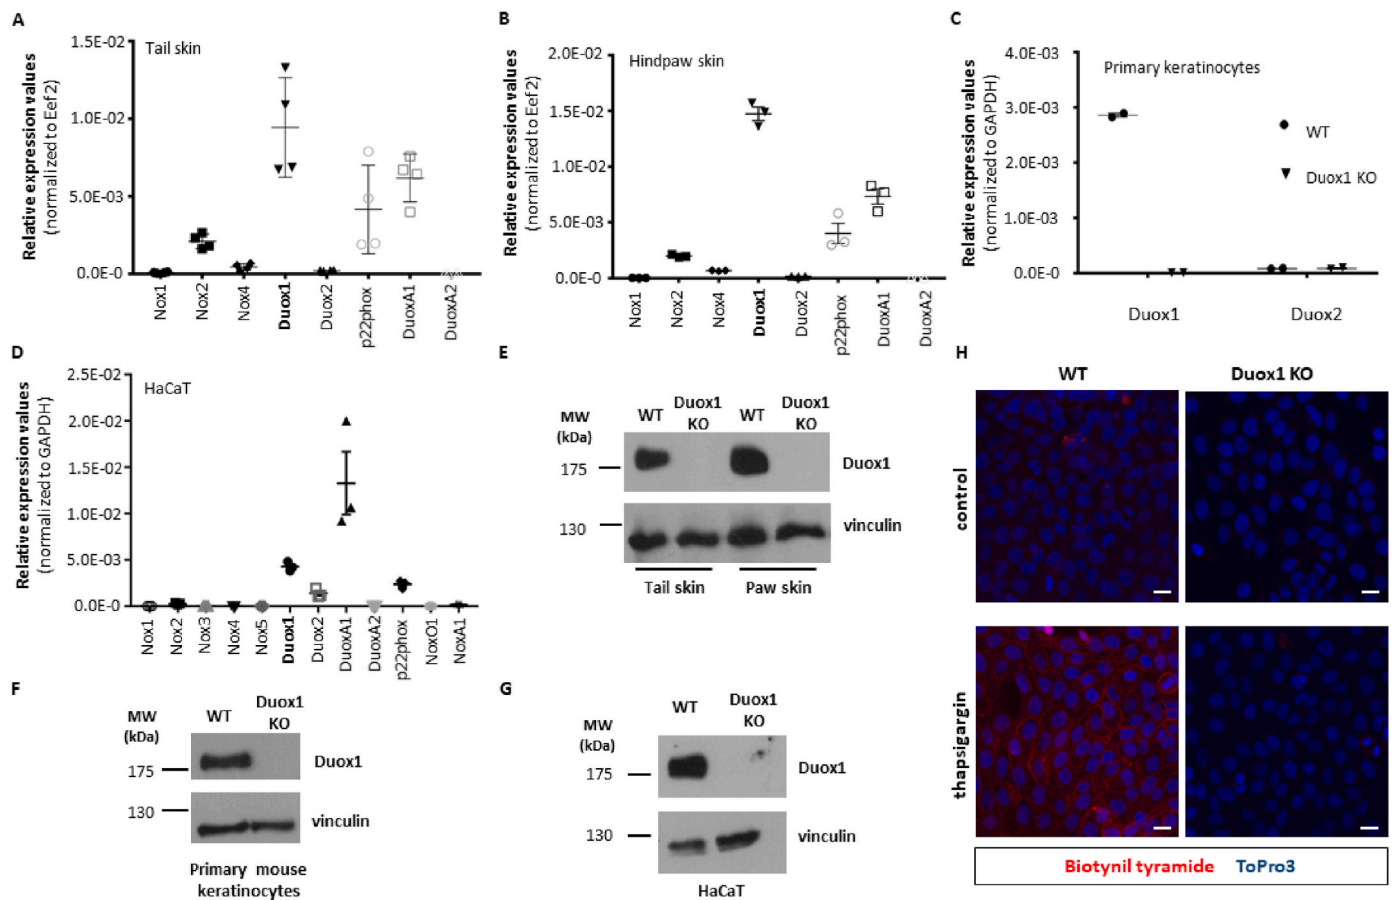 A
Tail skin
Relative expression values
(normalized to Eef 2)
1.5E-02
1.0E-02
5.0E-03
0.0E-0
Nox1
Nox2
Nox4
Duox1
Duox2
p22phox
DuoxA1
DuoxA2
B
Hindpaw skin
Relative expression values
(normalized to Eef 2)
2.0E-02
1.5E-02
1.0E-02
5.0E-03
0.0E-0
Nox1
Nox2
Nox4
Duox1
Duox2
p22phox
DuoxA1
DuoxA2
C
Primary keratinocytes
Relative expression values
(normalized to GAPDH)
4.0E-03
3.0E-03
2.0E-03
1.0E-03
0.0E-0
WT
Duox1 KO
Duox1
Duox2
D
HaCaT
Relative expression values
(normalized to GAPDH)
2.5E-02
2.0E-02
1.5E-02
1.0E-02
5.0E-03
0.0E-0
Nox1
Nox2
Nox3
Nox4
Nox5
Duox1
Duox2
DuoxA1
DuoxA2
p22phox
NoxO1
NoxA1
E
MW
(kDa)
WT
Duox1
KO
WT
Duox1
KO
175
Duox1
130
vinculin
Tail skin
Paw skin
F
MW
(kDa)
WT
Duox1
KO
175
Duox1
130
vinculin
Primary mouse
keratinocytes
G
MW
(kDa)
WT
Duox1
KO
175
Duox1
130
vinculin
HaCaT
H
WT
Duox1 KO
control
thapsigargin
Biotynil tyramide ToPro3